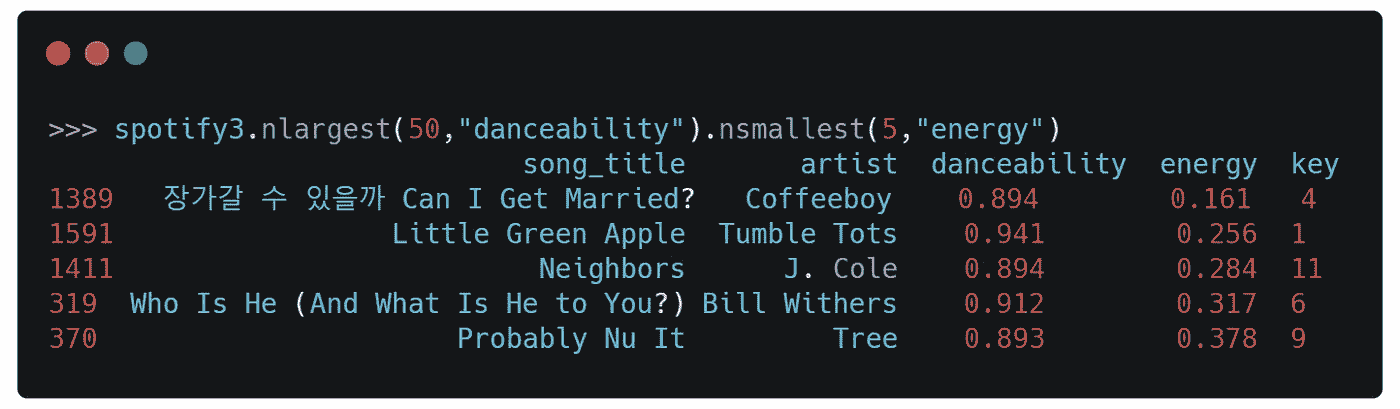 >>> spotify3.nlargest(50,"danceability").nsmallest(5,"energy")
song_title artist danceability energy key
1389 장가갈 수 있을까 Can I Get Married? Coffeeboy 0.894 0.161 4
1591 Little Green Apple Tumble Tots 0.941 0.256 1
1411 Neighbors J. Cole 0.894 0.284 11
319 Who Is He (And What Is He to You?) Bill Withers 0.912 0.317 6
370 Probably Nu It Tree 0.893 0.378 9